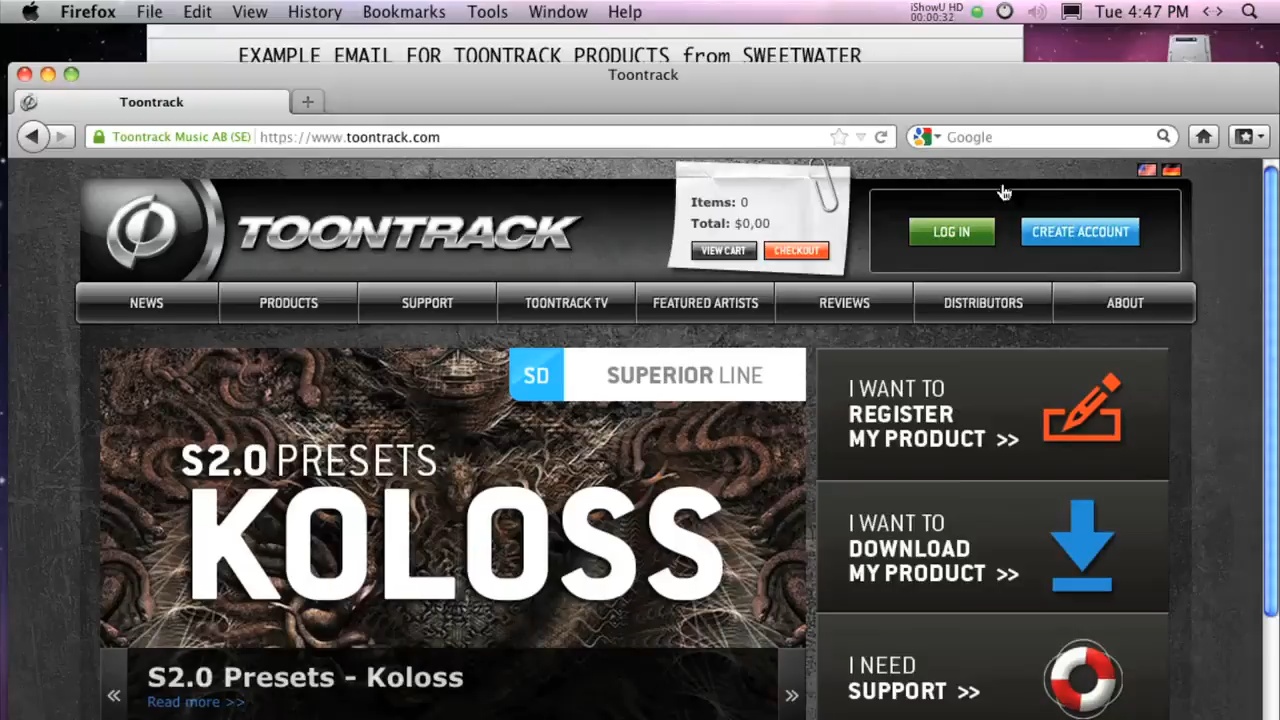 Firefox File Edit View History Bookmarks Tools Window Help
iShowU HD
00:00:32
Tue 4:47 PM
EXAMPLE EMAIL FOR TOONTRACK PRODUCTS from SWEETWATER
Toontrack
Toontrack
Toontrack Music AB (SE) https://www.toontrack.com
Google
TOONTRACK
Items: 0
Total: $0,00
VIEW CART CHECKOUT
LOG IN CREATE ACCOUNT
NEWS PRODUCTS SUPPORT TOONTRACK TV FEATURED ARTISTS REVIEWS DISTRIBUTORS ABOUT
SD SUPERIOR LINE
S2.0 PRESETS
KOLOSS
S2.0 Presets - Koloss
Read more >>
« »
I WANT TO
REGISTER
MY PRODUCT >>
I WANT TO
DOWNLOAD
MY PRODUCT >>
I NEED
SUPPORT >>